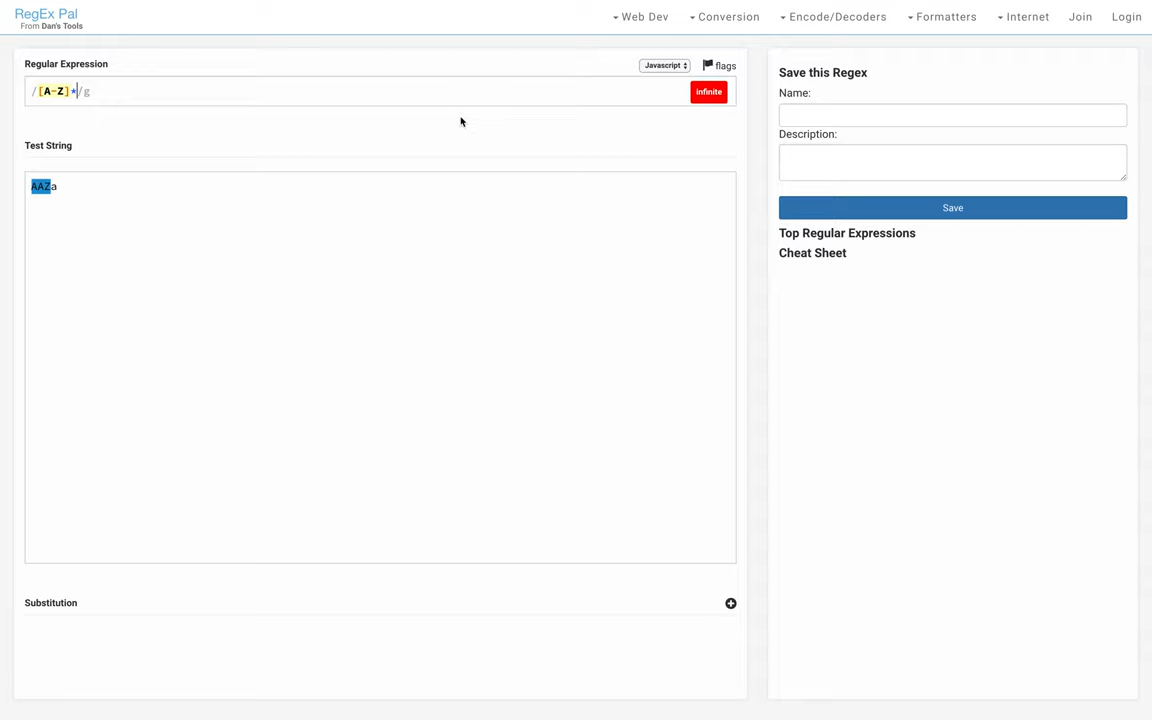 RegEx Pal
From Dan's Tools
Web Dev
Conversion
Encode/Decoders
Formatters
Internet
Join
Login
Regular Expression
Javascript
flags
/[A-Z]*/g
infinite
Test String
AAZa
Substitution
Save this Regex
Name:
Description:
Save
Top Regular Expressions
Cheat Sheet